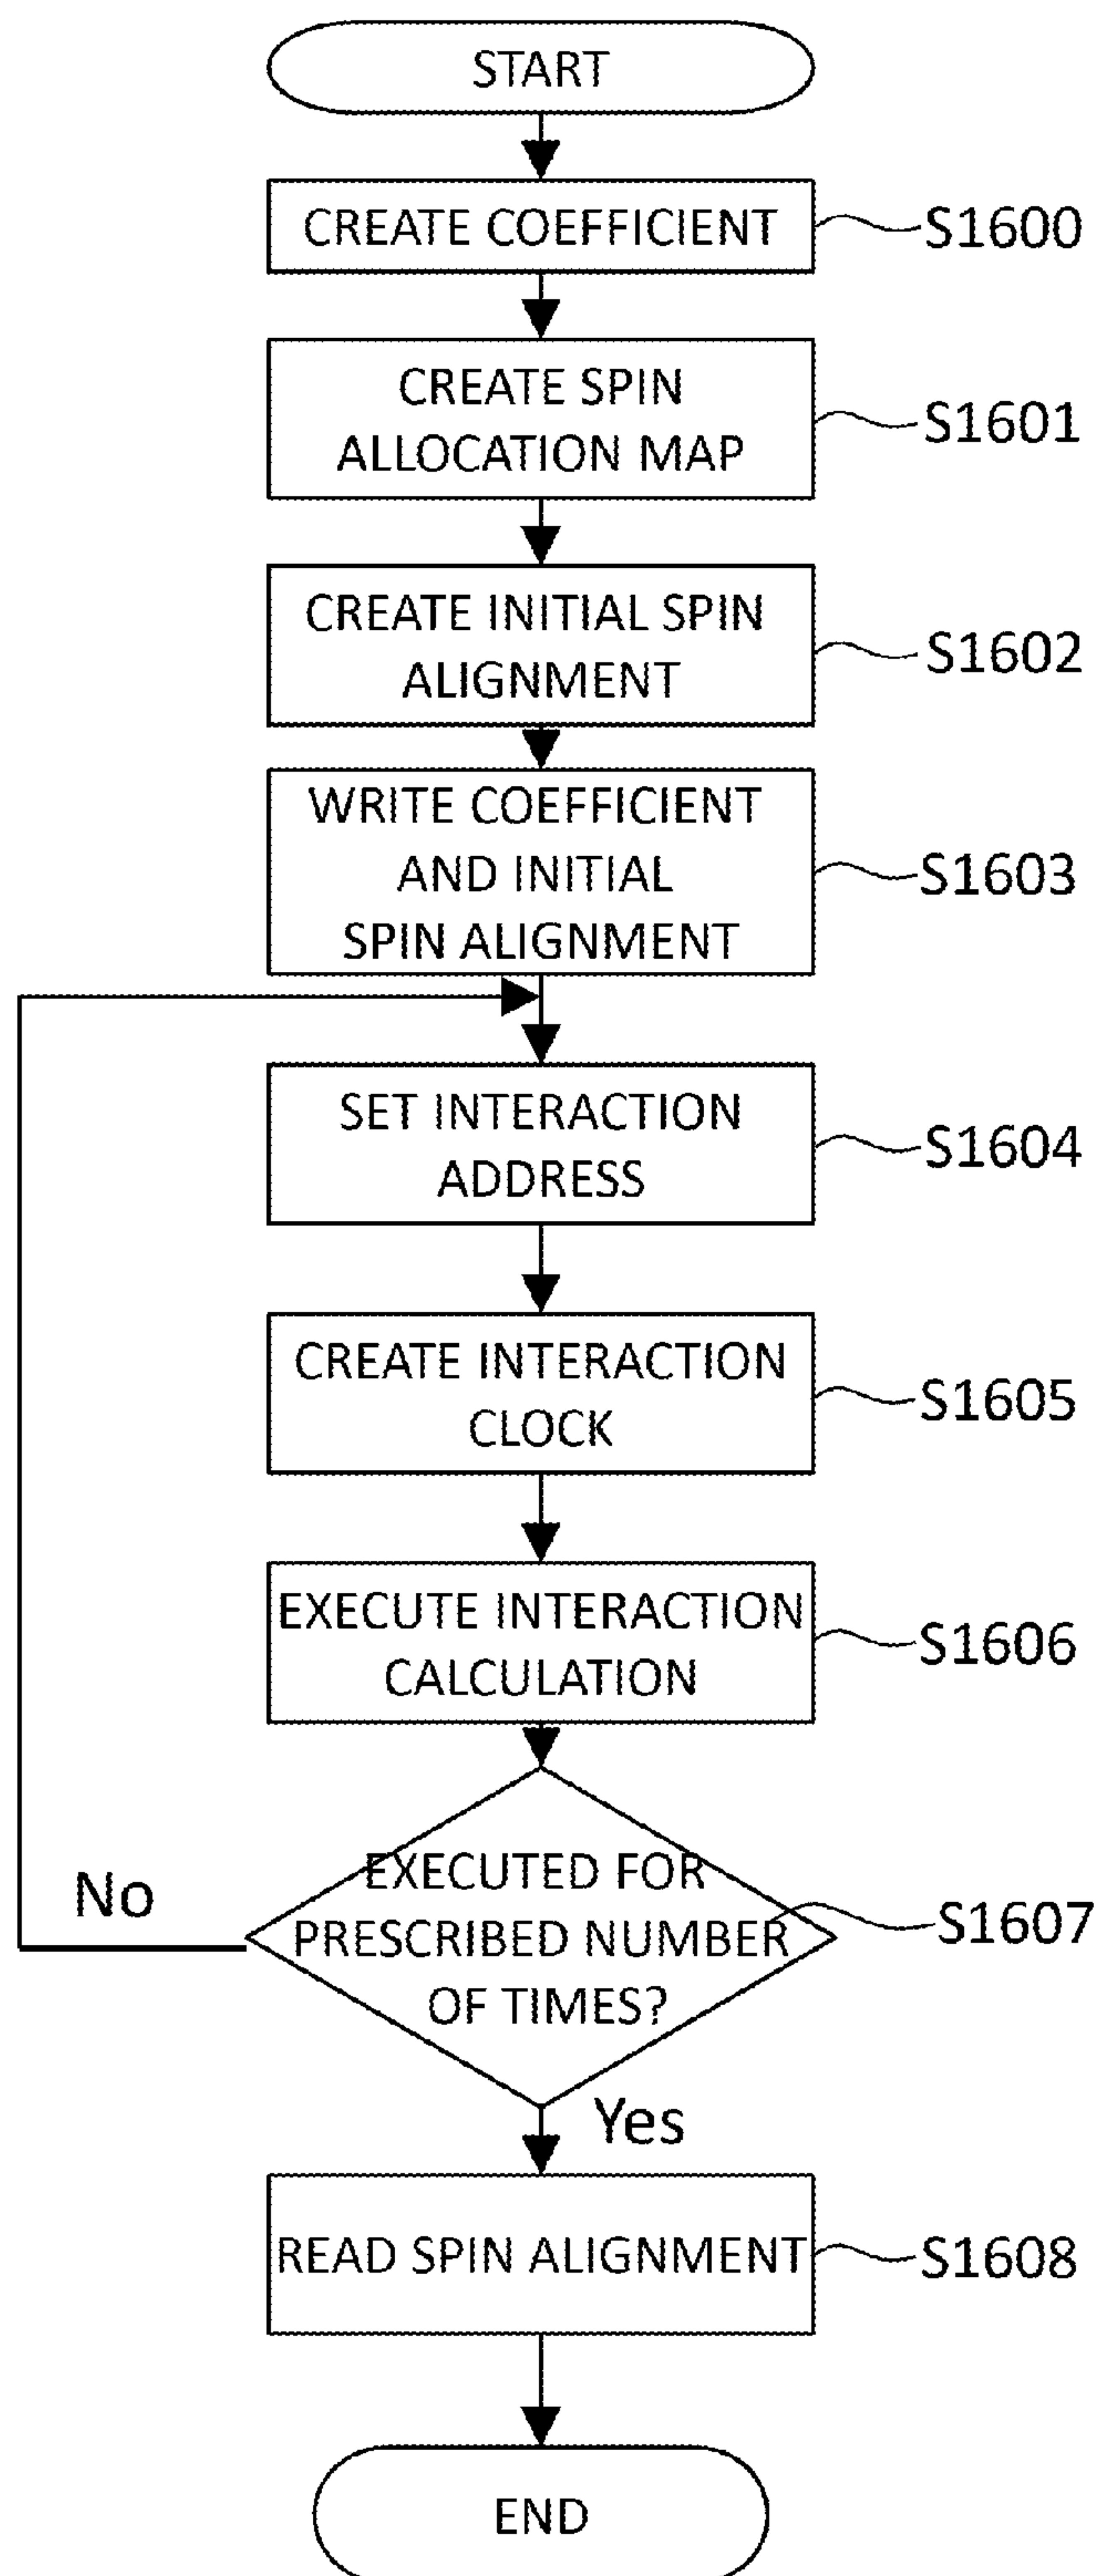 START
CREATE COEFFICIENT
S1600
CREATE SPIN
ALLOCATION MAP
S1601
CREATE INITIAL SPIN
ALIGNMENT
S1602
WRITE COEFFICIENT
AND INITIAL
SPIN ALIGNMENT
S1603
SET INTERACTION
ADDRESS
S1604
CREATE INTERACTION
CLOCK
S1605
EXECUTE INTERACTION
CALCULATION
S1606
EXECUTED FOR
PRESCRIBED NUMBER
OF TIMES?
S1607
No
Yes
READ SPIN ALIGNMENT
S1608
END